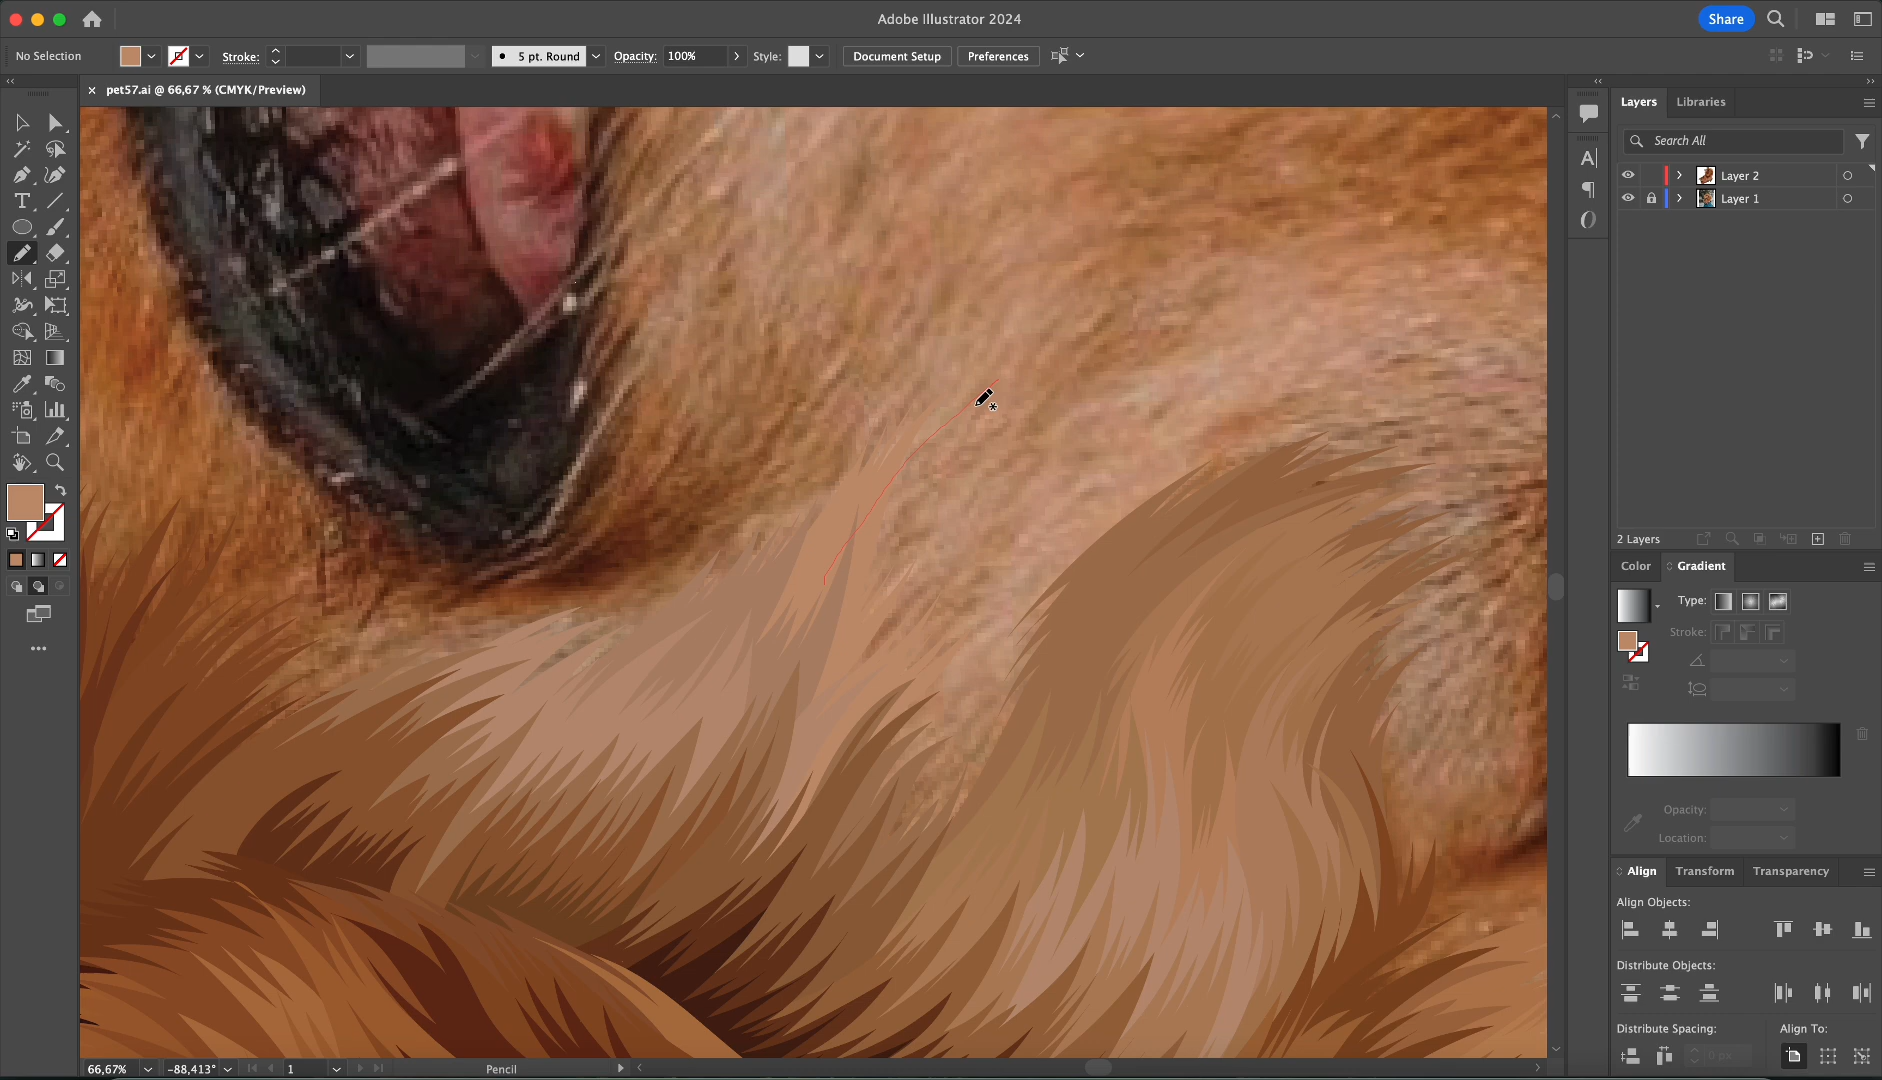 Adobe Illustrator 2024
Share
No Selection
Stroke:
5 pt. Round
Opacity: 100%
Style:
Document Setup
Preferences
× pet57.ai @ 66,67 % (CMYK/Preview)
Layers Libraries
Search All
Layer 2
Layer 1
2 Layers
Color Gradient
Type:
Stroke:
Opacity:
Location:
Align Transform Transparency
Align Objects:
Distribute Objects:
Distribute Spacing: Align To:
0 px
66,67% -88,413° 1 Pencil